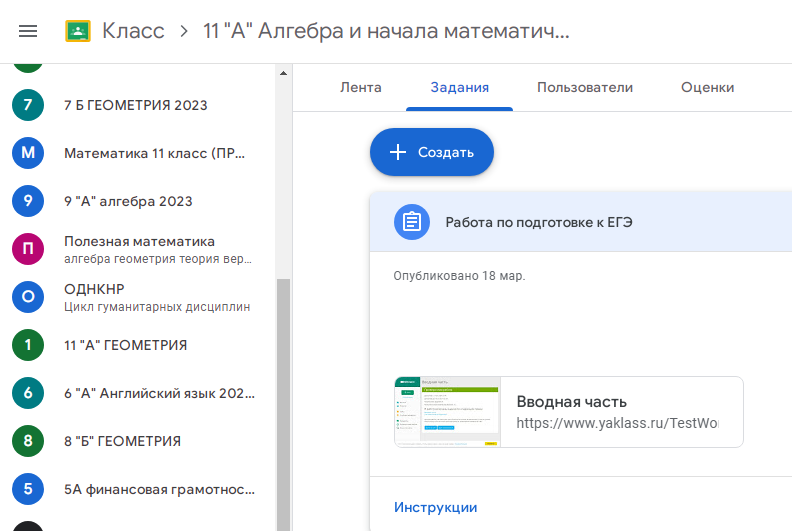 Класс > 11 "А" Алгебра и начала математич...
7 7 Б ГЕОМЕТРИЯ 2023
М Математика 11 класс (ПР...
9 9 "А" алгебра 2023
П Полезная математика
алгебра геометрия теория вер...
О ОДНКНР
Цикл гуманитарных дисциплин
1 11 "А" ГЕОМЕТРИЯ
6 6 "А" Английский язык 202...
8 8 "Б" ГЕОМЕТРИЯ
5 5А финансовая грамотнос...
Лента Задания Пользователи Оценки
Создать
Работа по подготовке к ЕГЭ
Опубликовано 18 мар.
Вводная часть
https://www.yaklass.ru/TestWo
Инструкции